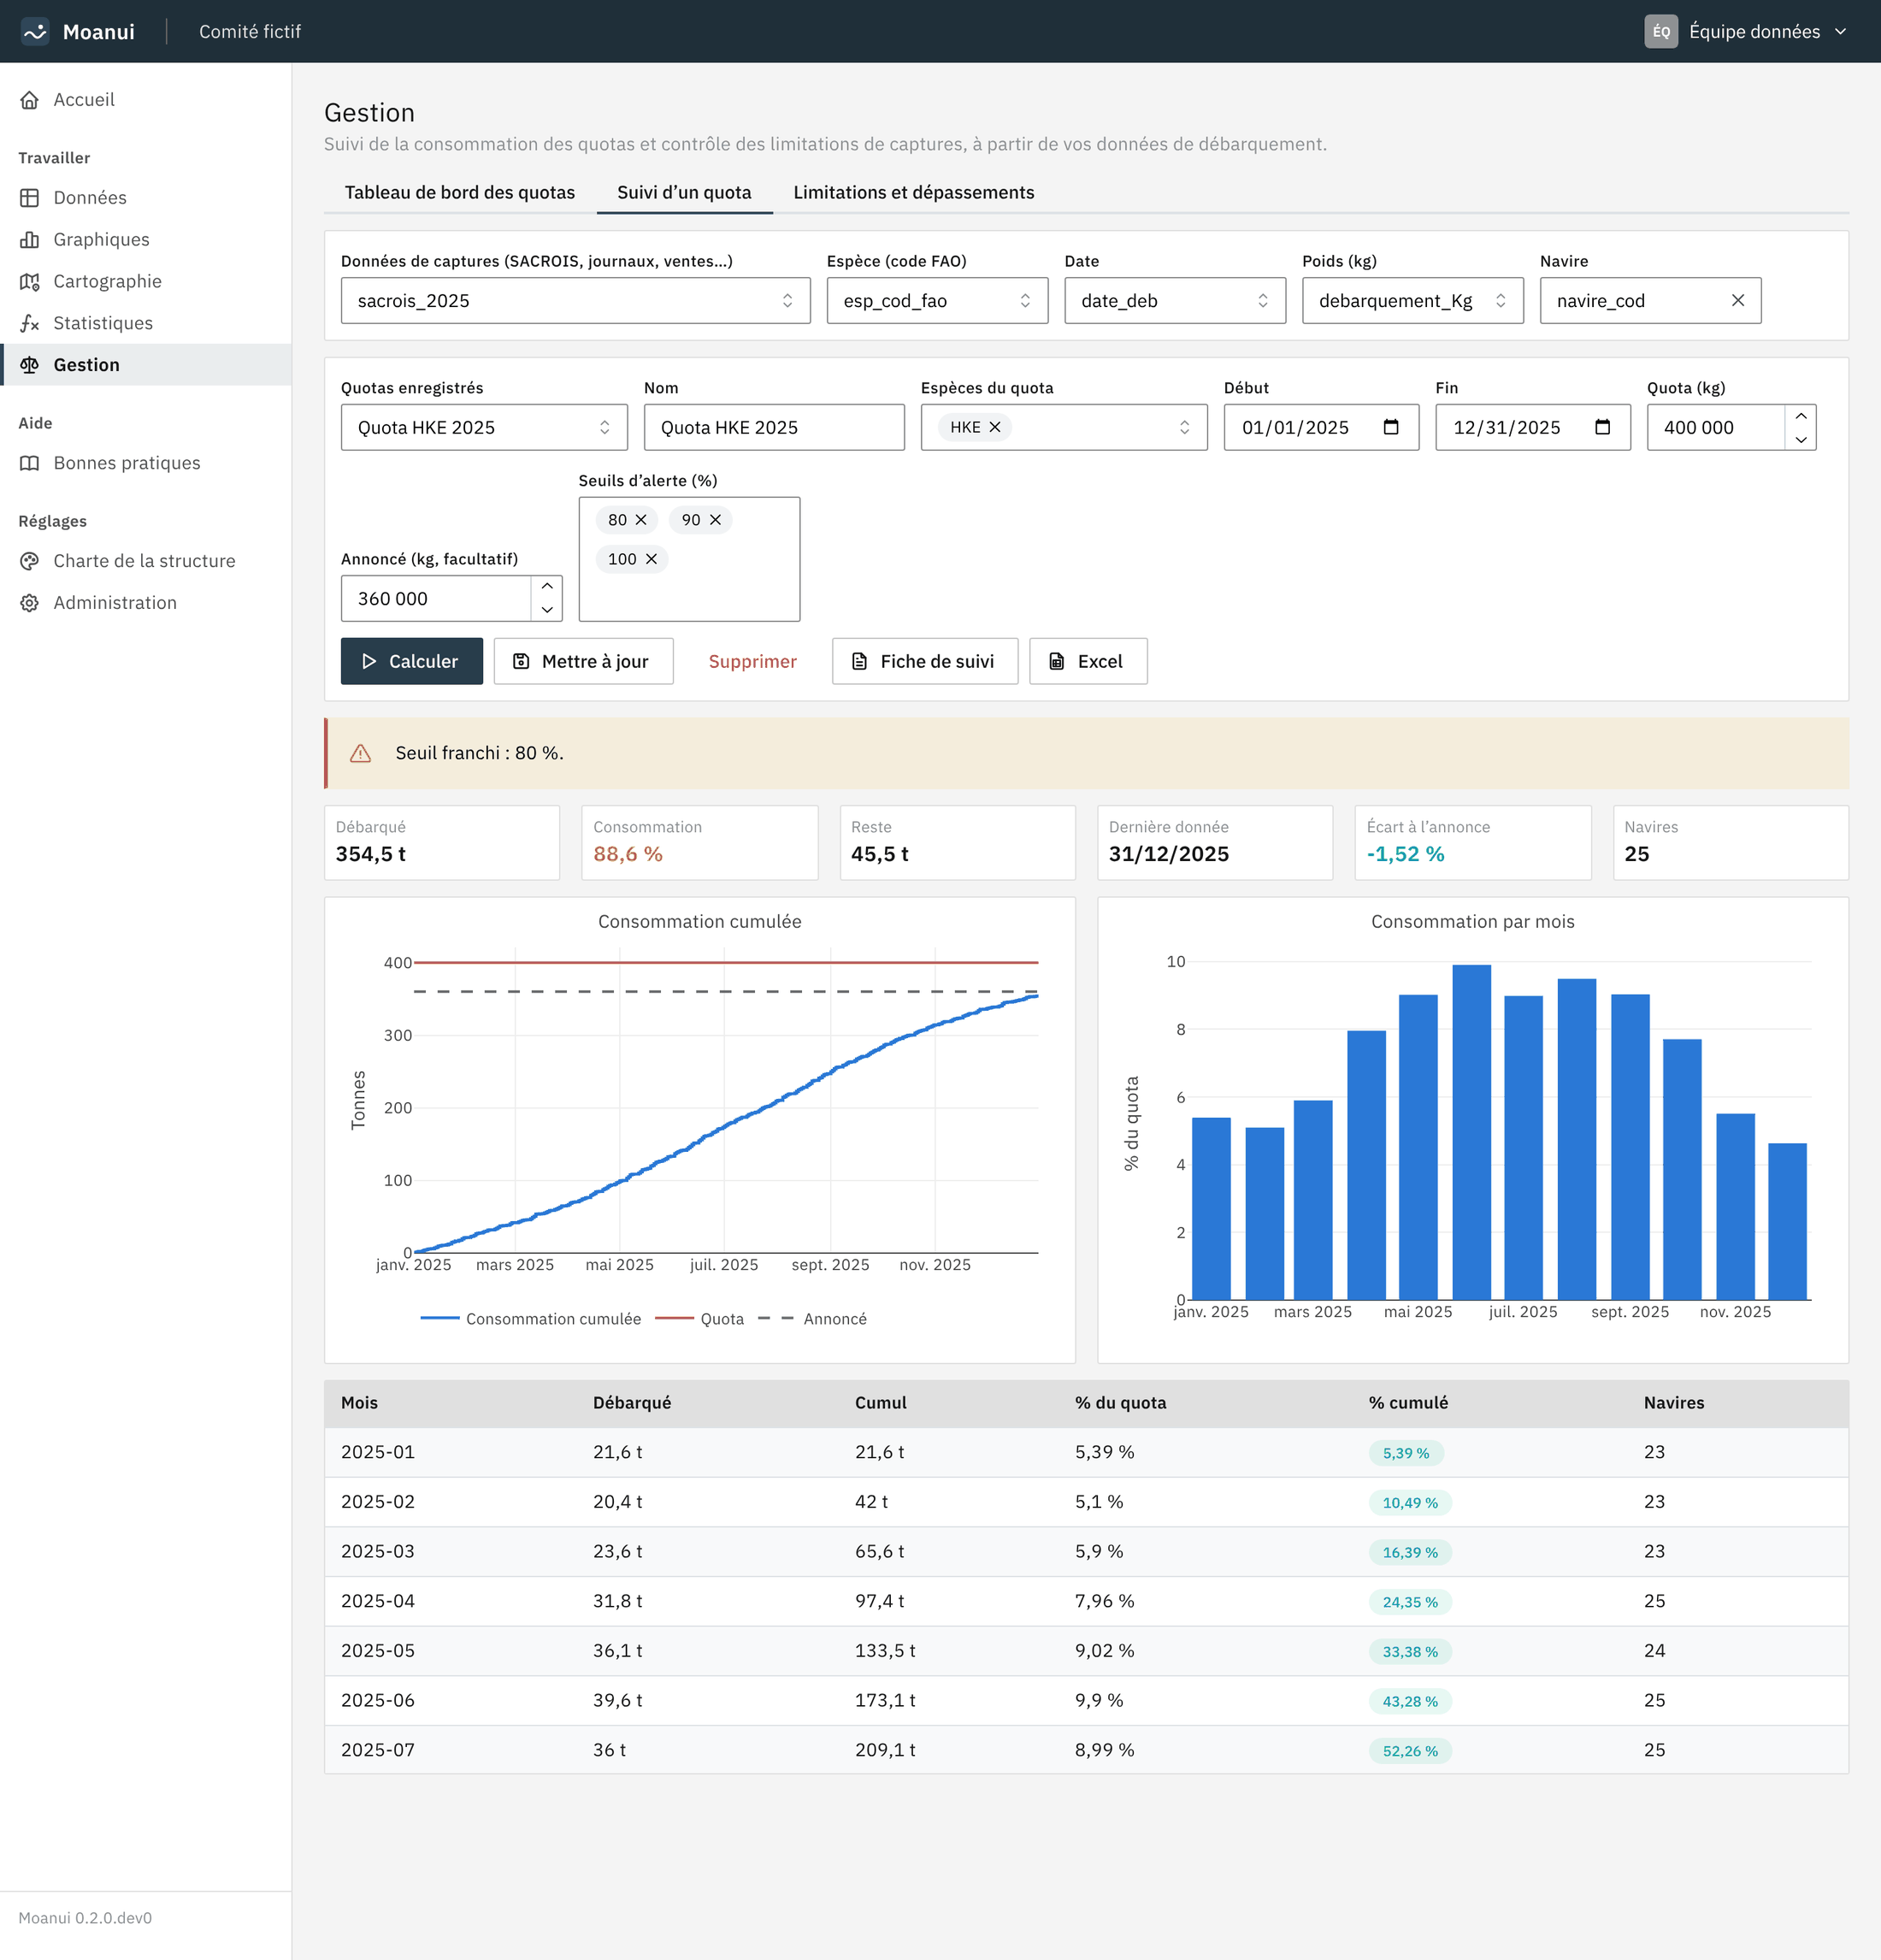 Moanui
Comité fictif
ÉQ
Équipe données
Accueil
Travailler
Données
Graphiques
Cartographie
Statistiques
Gestion
Aide
Bonnes pratiques
Réglages
Charte de la structure
Administration
Moanui 0.2.0.dev0
Gestion
Suivi de la consommation des quotas et contrôle des limitations de captures, à partir de vos données de débarquement.
Tableau de bord des quotas
Suivi d’un quota
Limitations et dépassements
Données de captures (SACROIS, journaux, ventes…)
Espèce (code FAO)
Date
Poids (kg)
Navire
sacrois_2025
esp_cod_fao
date_deb
debarquement_Kg
navire_cod
Quotas enregistrés
Nom
Espèces du quota
Début
Fin
Quota (kg)
Quota HKE 2025
Quota HKE 2025
HKE
01/01/2025
12/31/2025
400 000
Annoncé (kg, facultatif)
360 000
Seuils d’alerte (%)
80
90
100
Calculer
Mettre à jour
Supprimer
Fiche de suivi
Excel
Seuil franchi : 80 %.
Débarqué
354,5 t
Consommation
88,6 %
Reste
45,5 t
Dernière donnée
31/12/2025
Écart à l’annonce
-1,52 %
Navires
25
Consommation cumulée
Tonnes
400
300
200
100
0
janv. 2025 mars 2025 mai 2025 juil. 2025 sept. 2025 nov. 2025
Consommation cumulée Quota Annoncé
Consommation par mois
% du quota
10
8
6
4
2
0
janv. 2025 mars 2025 mai 2025 juil. 2025 sept. 2025 nov. 2025
Mois Débarqué Cumul % du quota % cumulé Navires
2025-01 21,6 t 21,6 t 5,39 % 5,39 % 23
2025-02 20,4 t 42 t 5,1 % 10,49 % 23
2025-03 23,6 t 65,6 t 5,9 % 16,39 % 23
2025-04 31,8 t 97,4 t 7,96 % 24,35 % 25
2025-05 36,1 t 133,5 t 9,02 % 33,38 % 24
2025-06 39,6 t 173,1 t 9,9 % 43,28 % 25
2025-07 36 t 209,1 t 8,99 % 52,26 % 25